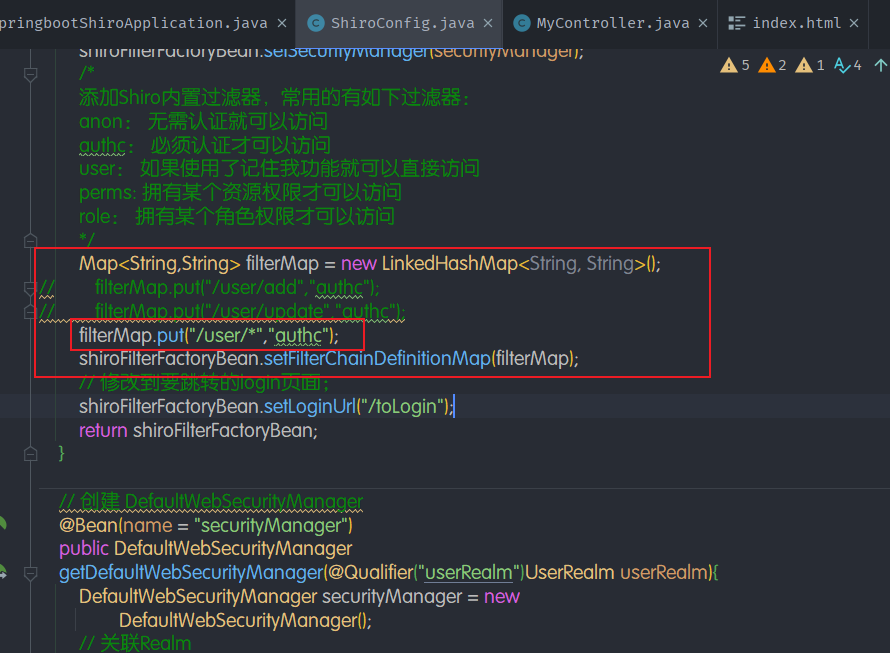 pringbootShiroApplication.java × ShiroConfig.java × MyController.java × index.html ×
shiroFilterFactoryBean.setSecurityManager(securityManager);
5 2 1 4
/*
添加Shiro内置过滤器，常用的有如下过滤器：
anon： 无需认证就可以访问
authc： 必须认证才可以访问
user： 如果使用了记住我功能就可以直接访问
perms: 拥有某个资源权限才可以访问
role： 拥有某个角色权限才可以访问
*/
Map<String,String> filterMap = new LinkedHashMap<String, String>();
// filterMap.put("/user/add","authc");
// filterMap.put("/user/update","authc");
filterMap.put("/user/*","authc");
shiroFilterFactoryBean.setFilterChainDefinitionMap(filterMap);
// 修改到要跳转的login页面；
shiroFilterFactoryBean.setLoginUrl("/toLogin");
return shiroFilterFactoryBean;
}
// 创建 DefaultWebSecurityManager
@Bean(name = "securityManager")
public DefaultWebSecurityManager
getDefaultWebSecurityManager(@Qualifier("userRealm")UserRealm userRealm){
DefaultWebSecurityManager securityManager = new
DefaultWebSecurityManager();
// 关联Realm